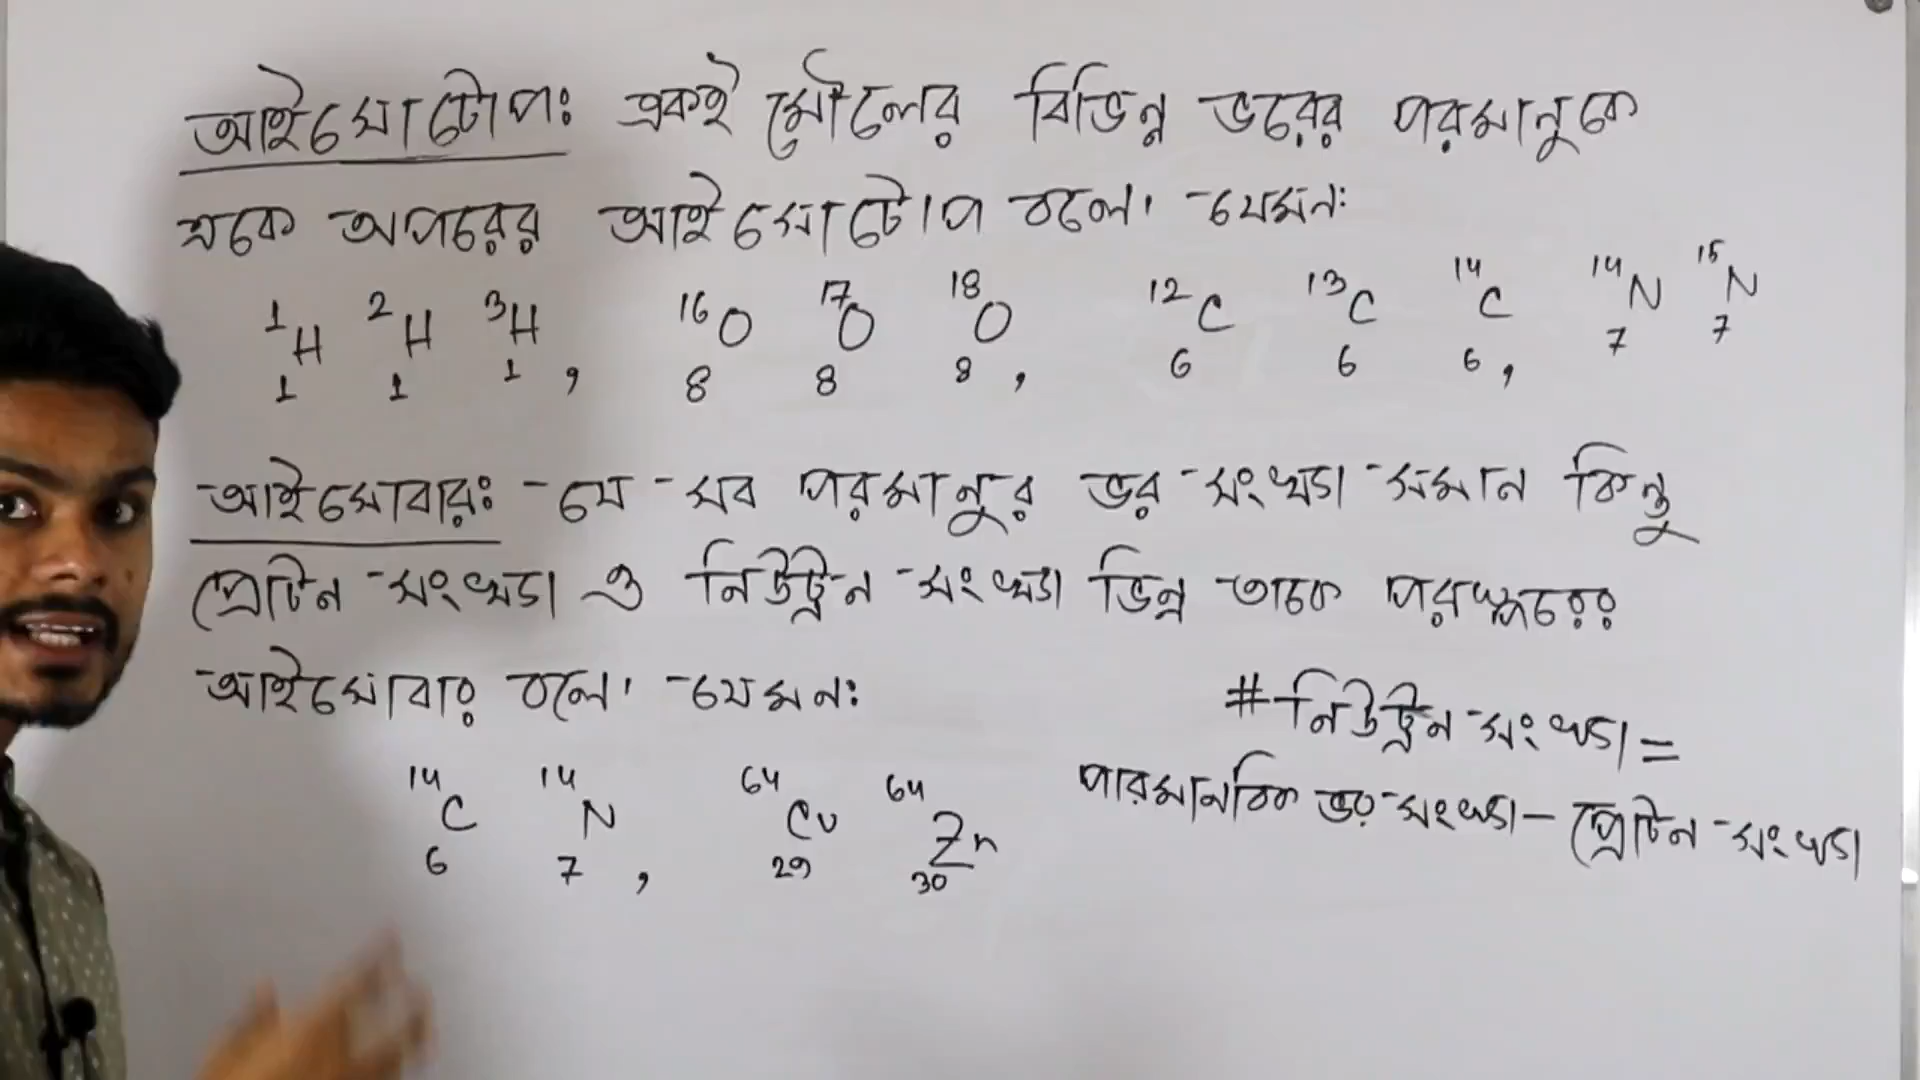 আইসোটোপঃ একই মৌলের বিভিন্ন ভরের পরমানুকে
একে অপরের আইসোটোপ বলে। যেমনঃ
¹₁H ²₁H ³₁H , ¹⁶₈O ¹⁷₈O ¹⁸₈O , ¹²₆C ¹³₆C ¹⁴₆C , ¹⁴₇N ¹⁵₇N
আইসোবারঃ যে সব পরমানুর ভর সংখ্যা সমান কিন্তু
প্রোটন সংখ্যা ও নিউট্রন সংখ্যা ভিন্ন তাকে পরস্পরের
আইসোবার বলে। যেমনঃ
#নিউট্রন সংখ্যা =
পারমানবিক ভর সংখ্যা – প্রোটন সংখ্যা
¹⁴₆C ¹⁴₇N , ⁶⁴₂₉Cu ⁶⁴₃₀Zn